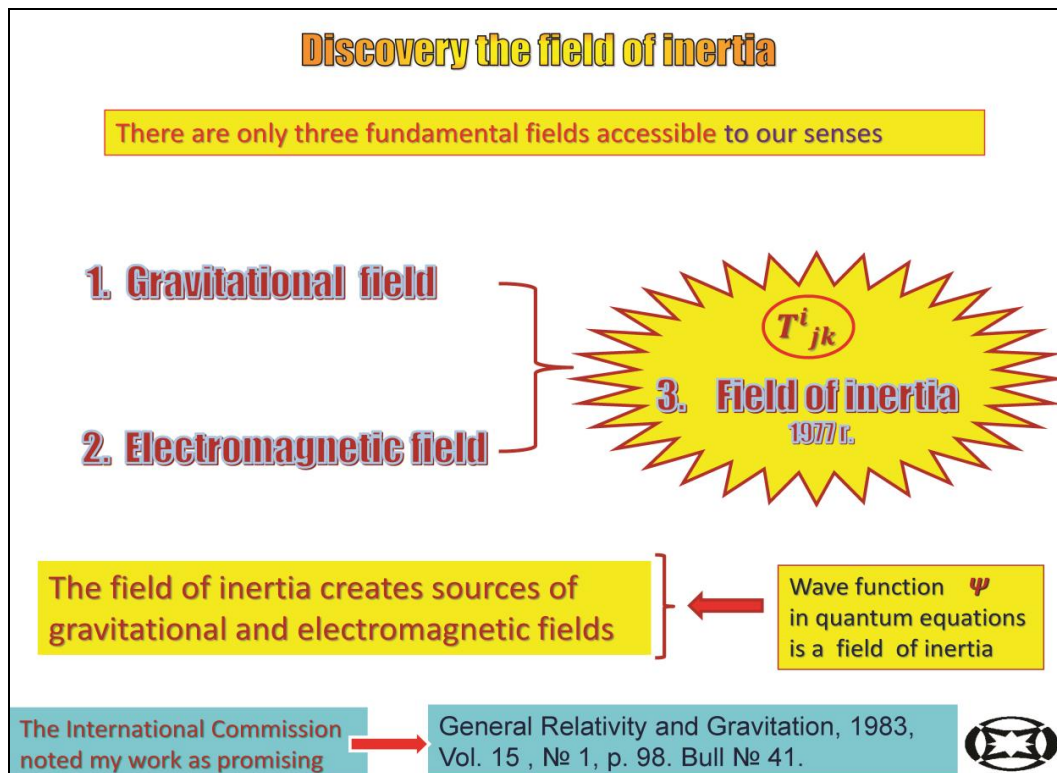 Discovery the field of inertia
There are only three fundamental fields accessible to our senses
1. Gravitational field
T^i_jk
3. Field of inertia
1977 г.
2. Electromagnetic field
The field of inertia creates sources of
gravitational and electromagnetic fields
Wave function Ψ
in quantum equations
is a field of inertia
The International Commission
noted my work as promising
General Relativity and Gravitation, 1983,
Vol. 15 , № 1, p. 98. Bull № 41.